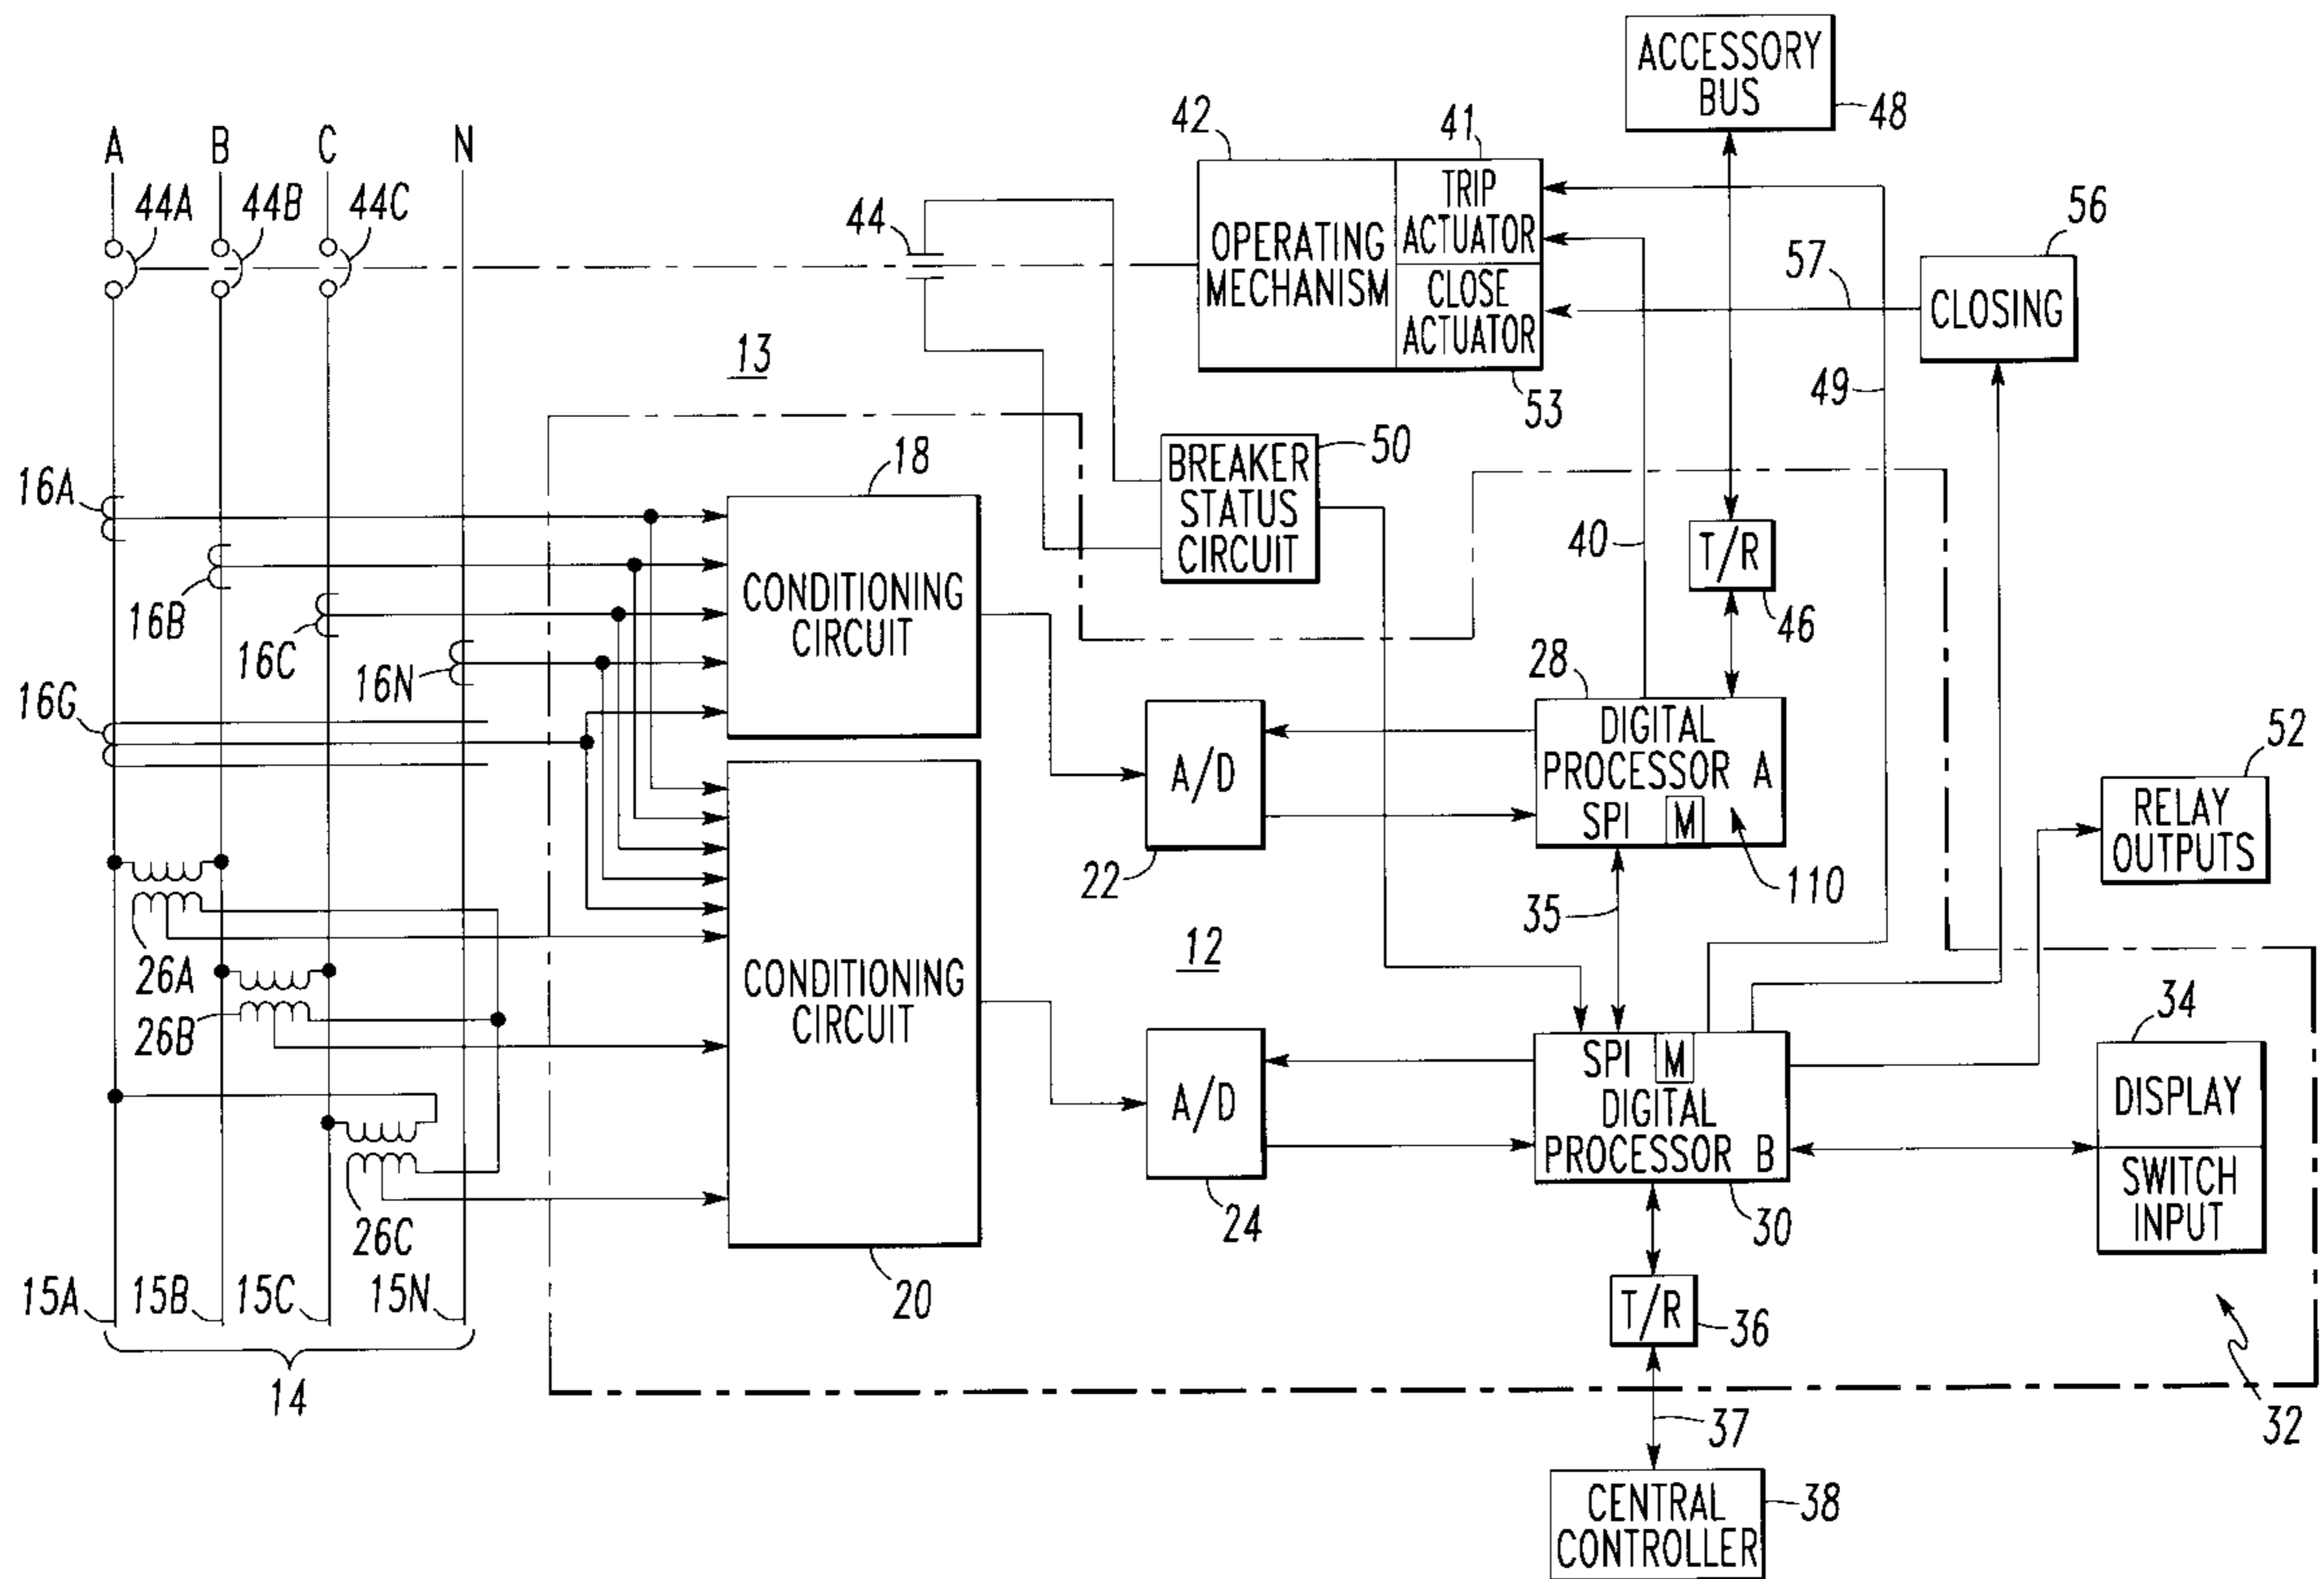 ACCESSORY
BUS
48
42
41
A
B
C
N
44A
44B
44C
44
OPERATING
MECHANISM
TRIP
ACTUATOR
CLOSE
ACTUATOR
53
57
56
CLOSING
49
13
16A
16B
16C
16N
16G
18
CONDITIONING
CIRCUIT
BREAKER
STATUS
CIRCUIT
50
40
T/R
46
28
DIGITAL
PROCESSOR A
SPI M
110
A/D
22
35
52
RELAY
OUTPUTS
26A
26B
26C
CONDITIONING
CIRCUIT
20
12
A/D
24
SPI M
DIGITAL
PROCESSOR B
30
34
DISPLAY
SWITCH
INPUT
15A
15B
15C
15N
14
T/R
36
37
32
CENTRAL
CONTROLLER
38